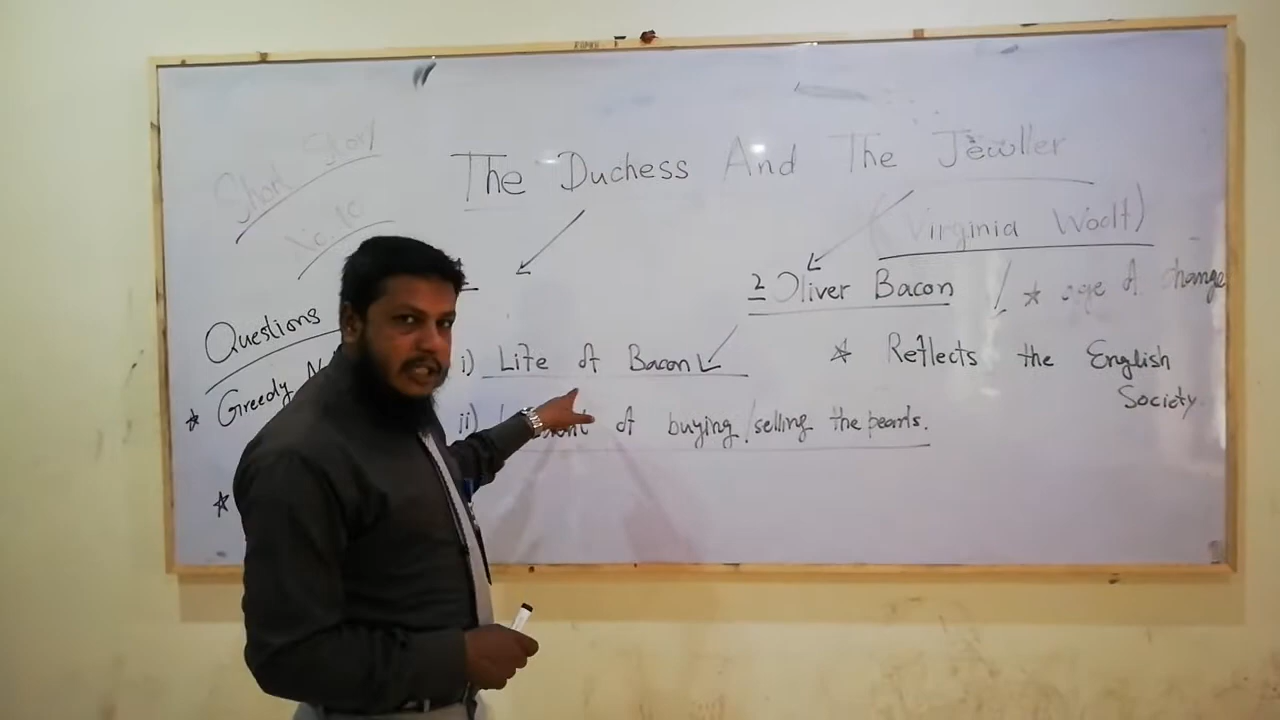 Short Story
The Duchess And The Jewller
(Virginia Woolf)
No. 10
2 Oliver Bacon
* age of change
Questions
i) Life of Bacon
* Reflects the English
Society.
* Greedy
ii) of buying/selling the pearls.
*